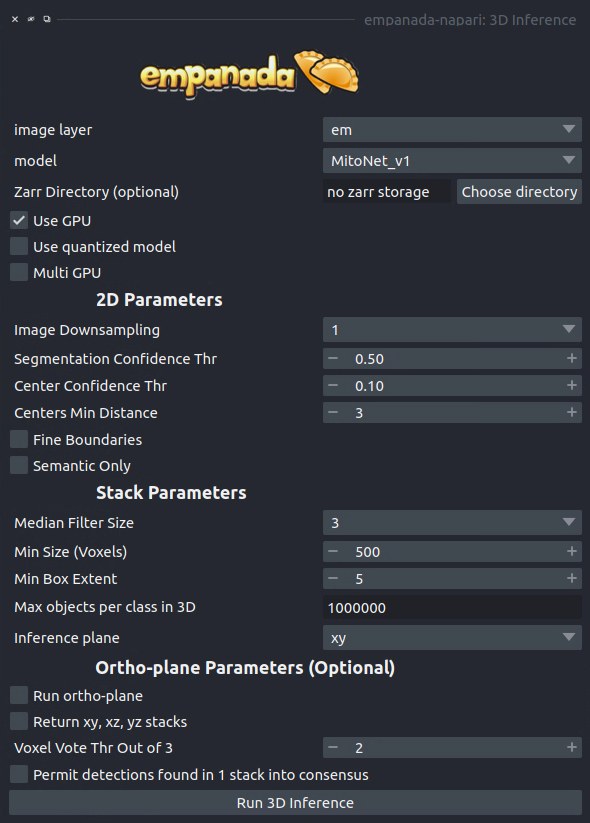 empanada-napari: 3D Inference
empanada
image layer em
model MitoNet_v1
Zarr Directory (optional) no zarr storage Choose directory
Use GPU
Use quantized model
Multi GPU
2D Parameters
Image Downsampling 1
Segmentation Confidence Thr − 0.50 +
Center Confidence Thr − 0.10 +
Centers Min Distance − 3 +
Fine Boundaries
Semantic Only
Stack Parameters
Median Filter Size 3
Min Size (Voxels) − 500 +
Min Box Extent − 5 +
Max objects per class in 3D 1000000
Inference plane xy
Ortho-plane Parameters (Optional)
Run ortho-plane
Return xy, xz, yz stacks
Voxel Vote Thr Out of 3 − 2 +
Permit detections found in 1 stack into consensus
Run 3D Inference